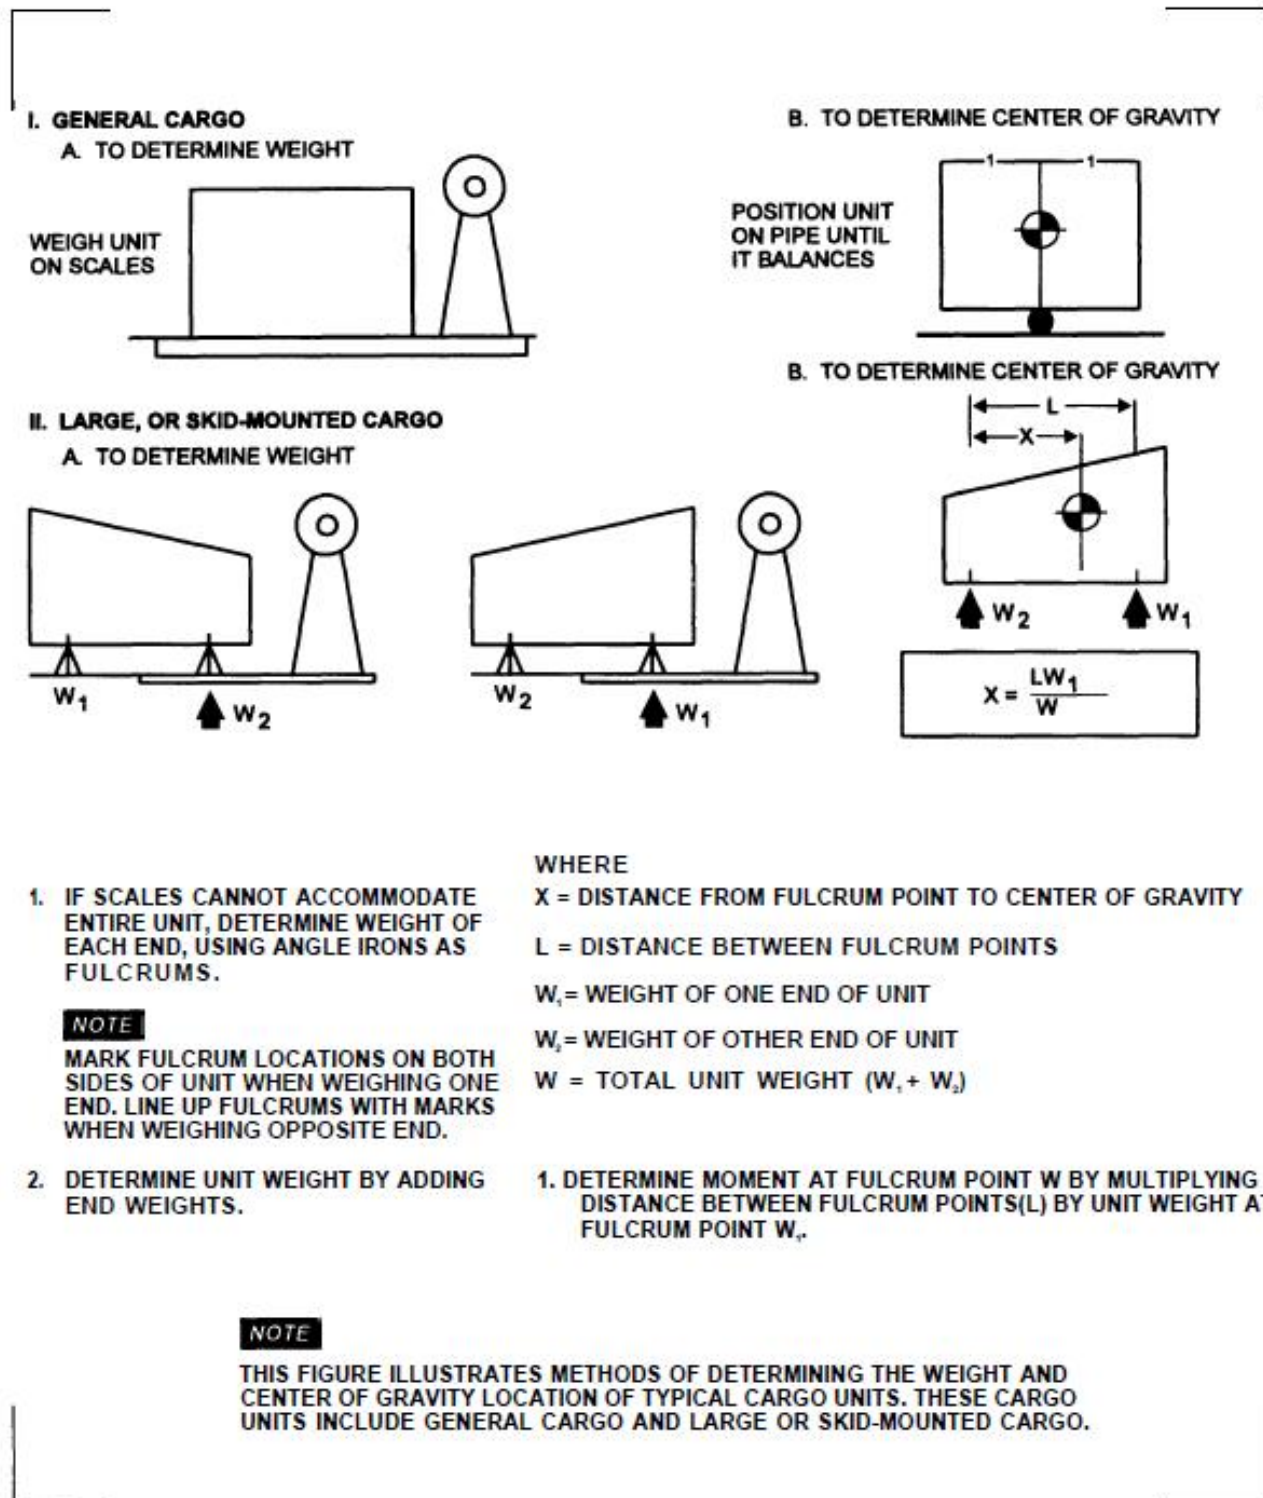 I. GENERAL CARGO
A. TO DETERMINE WEIGHT
WEIGH UNIT
ON SCALES
B. TO DETERMINE CENTER OF GRAVITY
1 1
POSITION UNIT
ON PIPE UNTIL
IT BALANCES
II. LARGE, OR SKID-MOUNTED CARGO
A. TO DETERMINE WEIGHT
W₁
W₂
W₂
W₁
B. TO DETERMINE CENTER OF GRAVITY
L
X
W₂
W₁
X = LW₁
W
1. IF SCALES CANNOT ACCOMMODATE
ENTIRE UNIT, DETERMINE WEIGHT OF
EACH END, USING ANGLE IRONS AS
FULCRUMS.
NOTE
MARK FULCRUM LOCATIONS ON BOTH
SIDES OF UNIT WHEN WEIGHING ONE
END. LINE UP FULCRUMS WITH MARKS
WHEN WEIGHING OPPOSITE END.
2. DETERMINE UNIT WEIGHT BY ADDING
END WEIGHTS.
WHERE
X = DISTANCE FROM FULCRUM POINT TO CENTER OF GRAVITY
L = DISTANCE BETWEEN FULCRUM POINTS
W₁= WEIGHT OF ONE END OF UNIT
W₂= WEIGHT OF OTHER END OF UNIT
W = TOTAL UNIT WEIGHT (W₁+ W₂)
1. DETERMINE MOMENT AT FULCRUM POINT W BY MULTIPLYING
DISTANCE BETWEEN FULCRUM POINTS(L) BY UNIT WEIGHT A
FULCRUM POINT W₁.
NOTE
THIS FIGURE ILLUSTRATES METHODS OF DETERMINING THE WEIGHT AND
CENTER OF GRAVITY LOCATION OF TYPICAL CARGO UNITS. THESE CARGO
UNITS INCLUDE GENERAL CARGO AND LARGE OR SKID-MOUNTED CARGO.